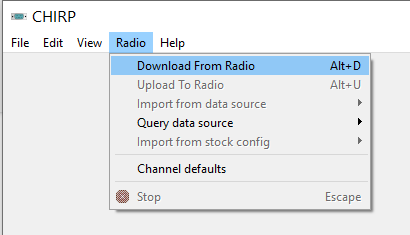 CHIRP
File Edit View Radio Help
Download From Radio Alt+D
Upload To Radio Alt+U
Import from data source
Query data source
Import from stock config
Channel defaults
Stop Escape